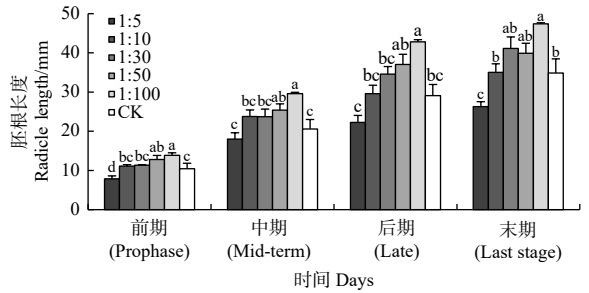 胚根长度
Radicle length/mm
50
40
30
20
10
0
1:5
1:10
1:30
1:50
1:100
CK
d bc bc ab a c
c bc bc ab a c
c bc bc ab a bc
c b ab ab a b
前期 中期 后期 末期
(Prophase) (Mid-term) (Late) (Last stage)
时间 Days